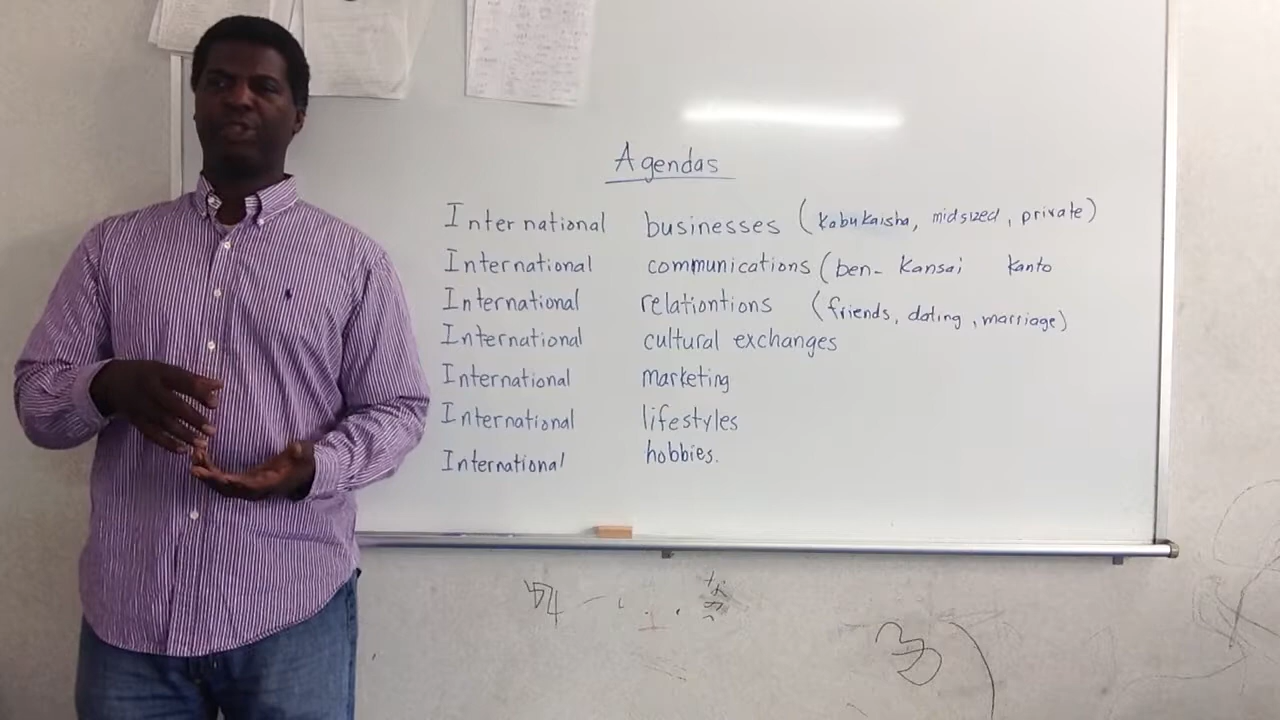 Agendas
International businesses (kabukaisha, midsized, private)
International communications (ben- Kansai Kanto
International relationtions (friends, dating, marriage)
International cultural exchanges
International marketing
International lifestyles
International hobbies.